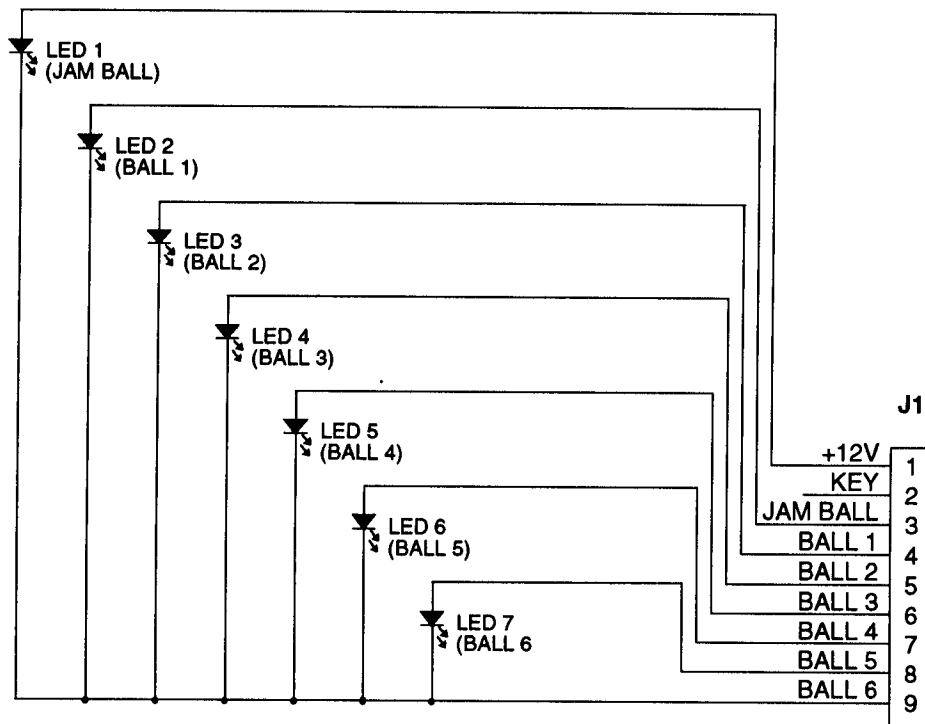 LED 1
(JAM BALL)
LED 2
(BALL 1)
LED 3
(BALL 2)
LED 4
(BALL 3)
LED 5
(BALL 4)
LED 6
(BALL 5)
LED 7
(BALL 6
J1
+12V 1
KEY 2
JAM BALL 3
BALL 1 4
BALL 2 5
BALL 3 6
BALL 4 7
BALL 5 8
BALL 6 9